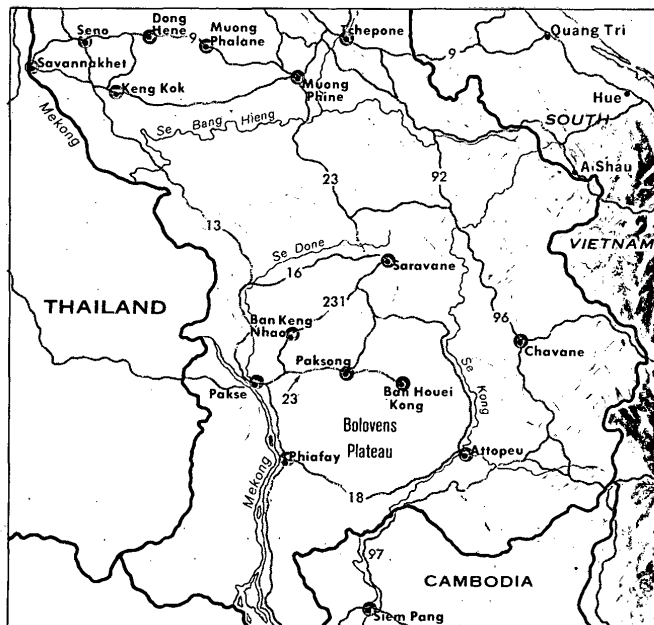 Dong
Hene
Muong
Phalane
Seno
9
Tchepone
9
Quang Tri
Savannakhet
Keng Kok
Muong
Phine
Hue
SOUTH
Mekong
Se Bang Hieng
A Shau
23
92
13
VIETNAM
Se Done
16
Saravane
THAILAND
231
96
Ban Keng
Nhao
Chavane
Paksong
Se Kong
Pakse
23
Ban Houei
Kong
Bolovens
Plateau
Mekong
Phiafay
Attopeu
18
97
CAMBODIA
Siem Pang